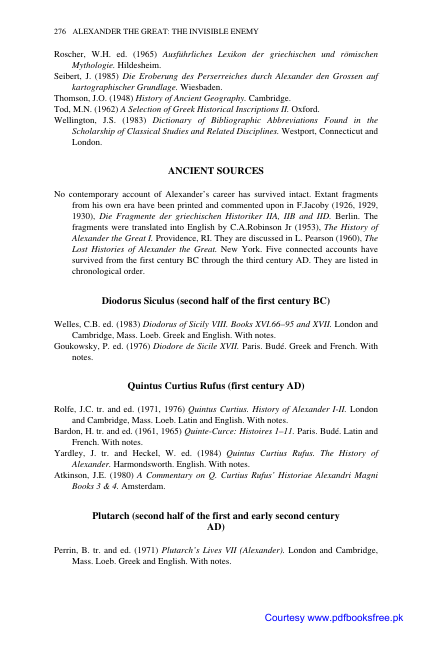 276 ALEXANDER THE GREAT: THE INVISIBLE ENEMY
Roscher, W.H. ed. (1965) Ausführliches Lexikon der griechischen und römischen
Mythologie. Hildesheim.
Seibert, J. (1985) Die Eroberung des Perserreiches durch Alexander den Grossen auf
kartographischer Grundlage. Wiesbaden.
Thomson, J.O. (1948) History of Ancient Geography. Cambridge.
Tod, M.N. (1962) A Selection of Greek Historical Inscriptions II. Oxford.
Wellington, J.S. (1983) Dictionary of Bibliographic Abbreviations Found in the
Scholarship of Classical Studies and Related Disciplines. Westport, Connecticut and
London.
ANCIENT SOURCES
No contemporary account of Alexander's career has survived intact. Extant fragments
from his own era have been printed and commented upon in F.Jacoby (1926, 1929,
1930), Die Fragmente der griechischen Historiker IIA, IIB and IID. Berlin. The
fragments were translated into English by C.A.Robinson Jr (1953), The History of
Alexander the Great I. Providence, RI. They are discussed in L. Pearson (1960), The
Lost Histories of Alexander the Great. New York. Five connected accounts have
survived from the first century BC through the third century AD. They are listed in
chronological order.
Diodorus Siculus (second half of the first century BC)
Welles, C.B. ed. (1983) Diodorus of Sicily VIII. Books XVI.66–95 and XVII. London and
Cambridge, Mass. Loeb. Greek and English. With notes.
Goukowsky, P. ed. (1976) Diodore de Sicile XVII. Paris. Budé. Greek and French. With
notes.
Quintus Curtius Rufus (first century AD)
Rolfe, J.C. tr. and ed. (1971, 1976) Quintus Curtius. History of Alexander I-II. London
and Cambridge, Mass. Loeb. Latin and English. With notes.
Bardon, H. tr. and ed. (1961, 1965) Quinte-Curce: Histoires 1–11. Paris. Budé. Latin and
French. With notes.
Yardley, J. tr. and Heckel, W. ed. (1984) Quintus Curtius Rufus. The History of
Alexander. Harmondsworth. English. With notes.
Atkinson, J.E. (1980) A Commentary on Q. Curtius Rufus' Historiae Alexandri Magni
Books 3 & 4. Amsterdam.
Plutarch (second half of the first and early second century
AD)
Perrin, B. tr. and ed. (1971) Plutarch's Lives VII (Alexander). London and Cambridge,
Mass. Loeb. Greek and English. With notes.
Courtesy www.pdfbooksfree.pk